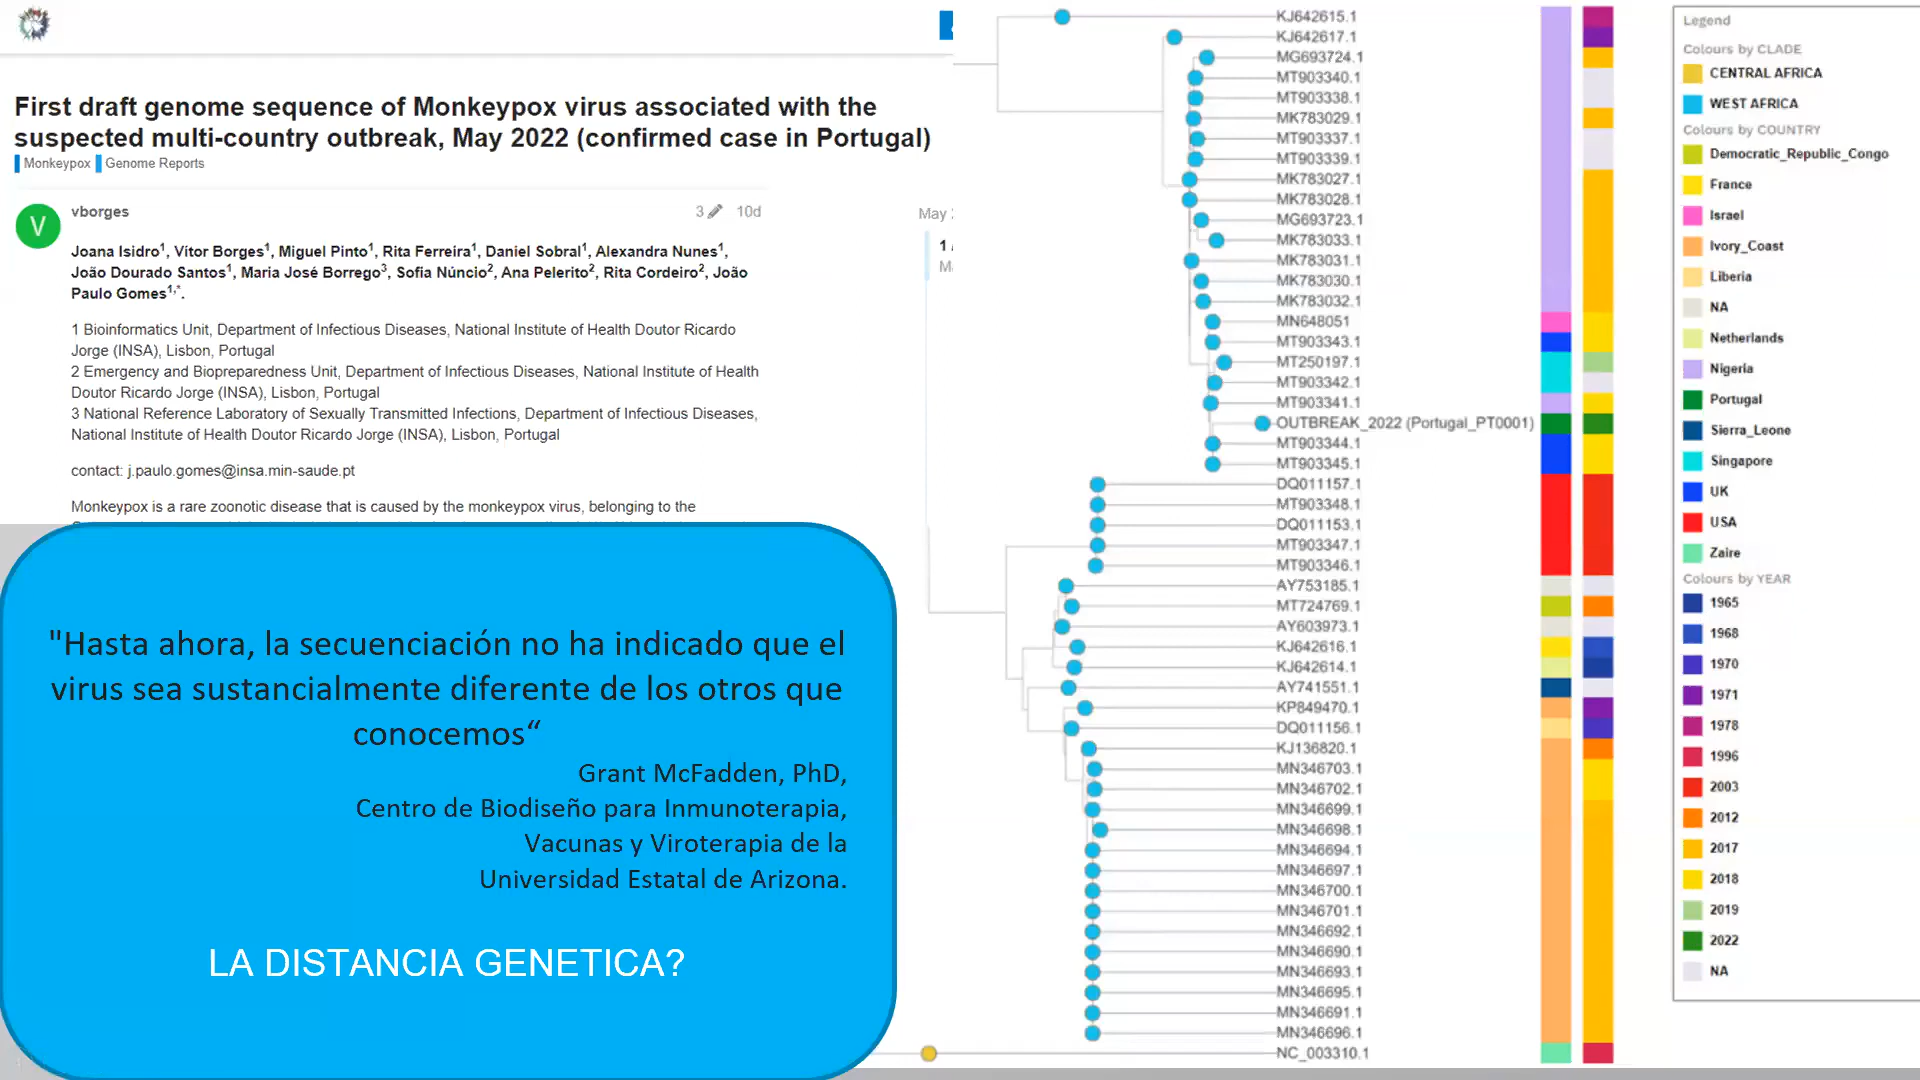 First draft genome sequence of Monkeypox virus associated with the
suspected multi-country outbreak, May 2022 (confirmed case in Portugal)
Monkeypox Genome Reports
V
vborges
3 10d
Joana Isidro1, Vítor Borges1, Miguel Pinto1, Rita Ferreira1, Daniel Sobral1, Alexandra Nunes1,
João Dourado Santos1, Maria José Borrego3, Sofia Núncio2, Ana Pelerito2, Rita Cordeiro2, João
Paulo Gomes1,*.
1 Bioinformatics Unit, Department of Infectious Diseases, National Institute of Health Doutor Ricardo
Jorge (INSA), Lisbon, Portugal
2 Emergency and Biopreparedness Unit, Department of Infectious Diseases, National Institute of Health
Doutor Ricardo Jorge (INSA), Lisbon, Portugal
3 National Reference Laboratory of Sexually Transmitted Infections, Department of Infectious Diseases,
National Institute of Health Doutor Ricardo Jorge (INSA), Lisbon, Portugal
contact: j.paulo.gomes@insa.min-saude.pt
Monkeypox is a rare zoonotic disease that is caused by the monkeypox virus, belonging to the
May
1
"Hasta ahora, la secuenciación no ha indicado que el
virus sea sustancialmente diferente de los otros que
conocemos“
Grant McFadden, PhD,
Centro de Biodiseño para Inmunoterapia,
Vacunas y Viroterapia de la
Universidad Estatal de Arizona.
LA DISTANCIA GENETICA?
KJ642615.1
KJ642617.1
MG693724.1
MT903340.1
MT903338.1
MK783029.1
MT903337.1
MT903339.1
MK783027.1
MK783028.1
MG693723.1
MK783033.1
MK783031.1
MK783030.1
MK783032.1
MN648051
MT903343.1
MT250197.1
MT903342.1
MT903341.1
OUTBREAK_2022 (Portugal_PT0001)
MT903344.1
MT903345.1
DQ011157.1
MT903348.1
DQ011153.1
MT903347.1
MT903346.1
AY753185.1
MT724769.1
AY603973.1
KJ642616.1
KJ642614.1
AY741551.1
KP849470.1
DQ011156.1
KJ136820.1
MN346703.1
MN346702.1
MN346699.1
MN346698.1
MN346694.1
MN346697.1
MN346700.1
MN346701.1
MN346692.1
MN346690.1
MN346693.1
MN346695.1
MN346691.1
MN346696.1
NC_003310.1
Legend
Colours by CLADE
CENTRAL AFRICA
WEST AFRICA
Colours by COUNTRY
Democratic_Republic_Congo
France
Israel
Ivory_Coast
Liberia
NA
Netherlands
Nigeria
Portugal
Sierra_Leone
Singapore
UK
USA
Zaire
Colours by YEAR
1965
1968
1970
1971
1978
1996
2003
2012
2017
2018
2019
2022
NA